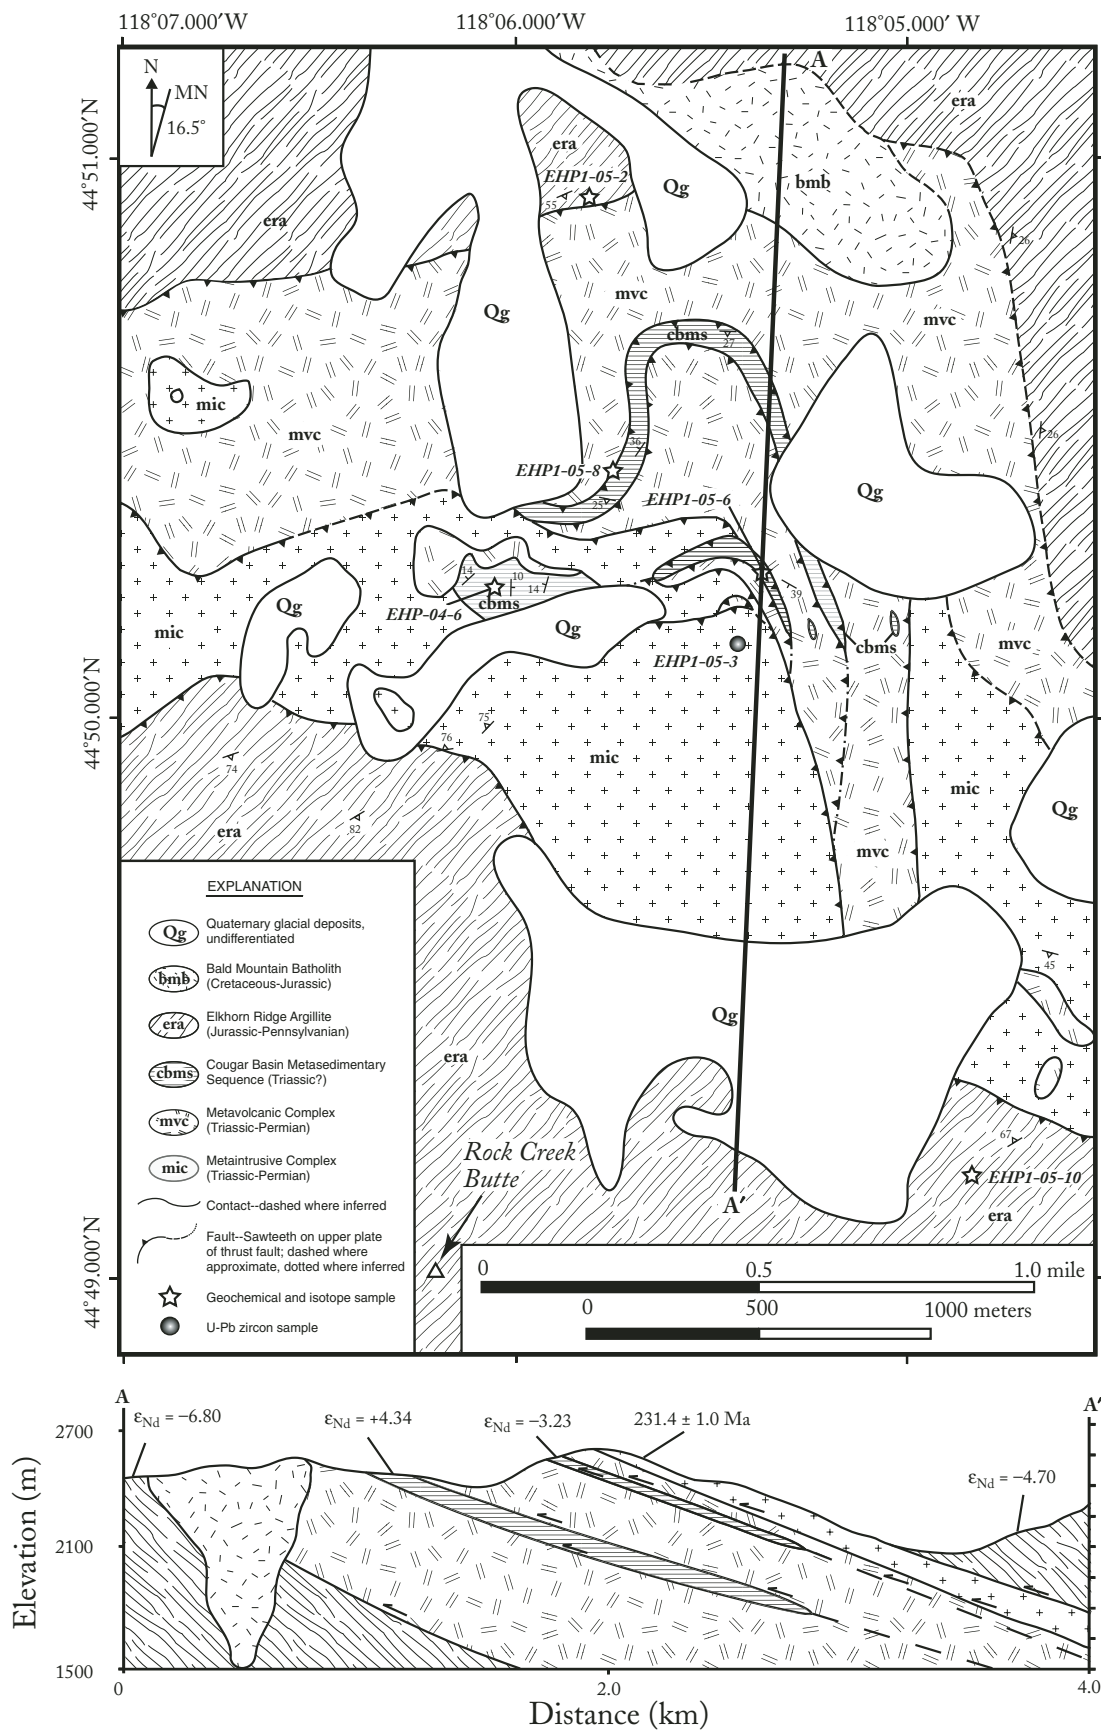 118°07.000'W
118°06.000'W
118°05.000' W
44°51.000'N
44°50.000'N
44°49.000'N
N
MN
16.5°
A
era
era
EHP1-05-2
55
Qg
bmb
era
26
mvc
mvc
Qg
cbms
27
mic
mvc
36
26
EHP1-05-8
25
EHP1-05-6
Qg
14
10
14
cbms
EHP-04-6
39
Qg
mic
Qg
EHP1-05-3
cbms
mvc
75
76
74
mic
mic
Qg
82
era
mvc
45
Qg
era
67
EHP1-05-10
era
Rock Creek
Butte
A'
EXPLANATION
Qg
Quaternary glacial deposits,
undifferentiated
bmb
Bald Mountain Batholith
(Cretaceous-Jurassic)
era
Elkhorn Ridge Argillite
(Jurassic-Pennsylvanian)
cbms
Cougar Basin Metasedimentary
Sequence (Triassic?)
mvc
Metavolcanic Complex
(Triassic-Permian)
mic
Metaintrusive Complex
(Triassic-Permian)
Contact--dashed where inferred
Fault--Sawteeth on upper plate
of thrust fault; dashed where
approximate, dotted where inferred
Geochemical and isotope sample
U-Pb zircon sample
0 0.5 1.0 mile
0 500 1000 meters
A
A'
εNd = −6.80
εNd = +4.34
εNd = −3.23
231.4 ± 1.0 Ma
εNd = −4.70
Elevation (m)
2700
2100
1500
0 2.0 4.0
Distance (km)